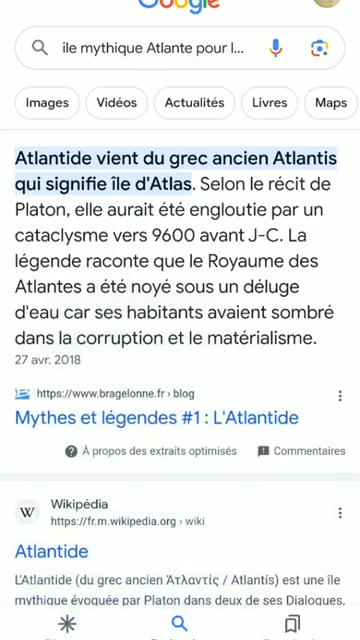 Google
île mythique Atlante pour l...
Images
Vidéos
Actualités
Livres
Maps
Atlantide vient du grec ancien Atlantis
qui signifie île d'Atlas. Selon le récit de
Platon, elle aurait été engloutie par un
cataclysme vers 9600 avant J-C. La
légende raconte que le Royaume des
Atlantes a été noyé sous un déluge
d'eau car ses habitants avaient sombré
dans la corruption et le matérialisme.
27 avr. 2018
https://www.bragelonne.fr › blog
Mythes et légendes #1 : L'Atlantide
À propos des extraits optimisés
Commentaires
W
Wikipédia
https://fr.m.wikipedia.org › wiki
Atlantide
L'Atlantide (du grec ancien Ἀτλαντίς / Atlantís) est une île
mythique évoquée par Platon dans deux de ses Dialogues,